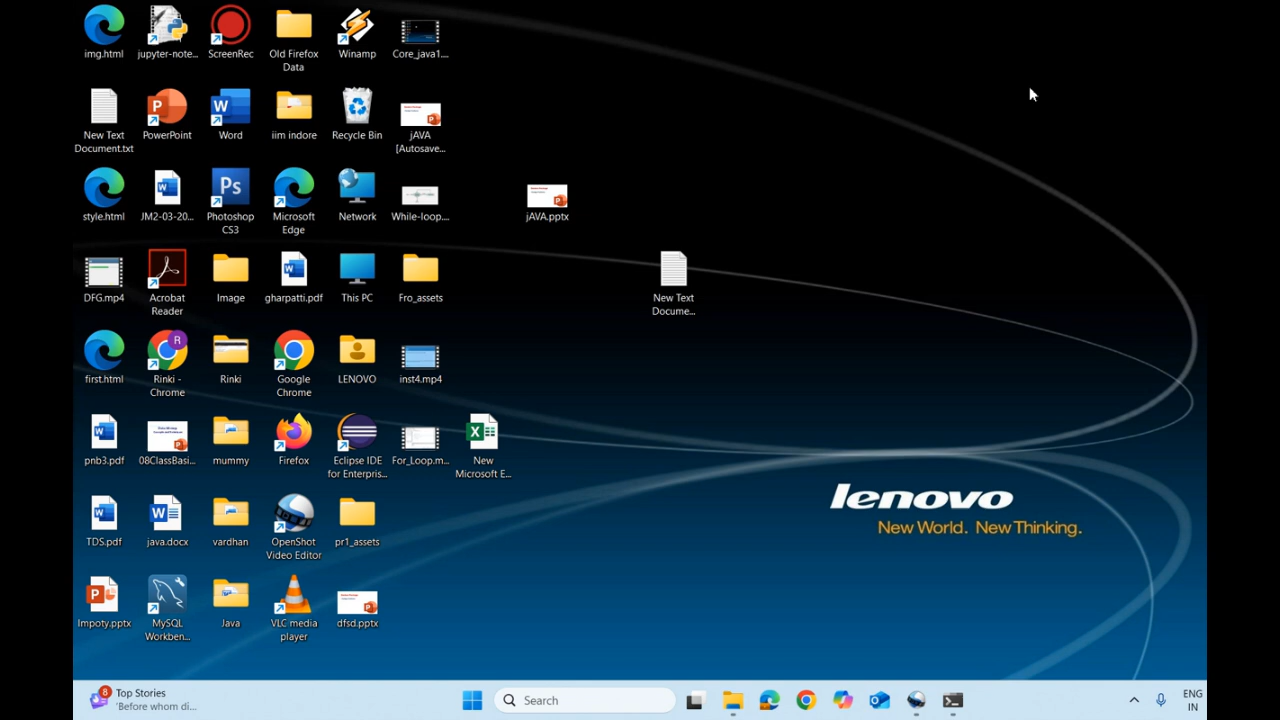 img.html
jupyter-note...
ScreenRec
Old Firefox
Data
Winamp
Core_java1....
New Text
Document.txt
PowerPoint
Word
iim indore
Recycle Bin
jAVA
[Autosave...
style.html
JM2-03-20...
Photoshop
CS3
Microsoft
Edge
Network
While-loop....
jAVA.pptx
DFG.mp4
Acrobat
Reader
Image
gharpatti.pdf
This PC
Fro_assets
New Text
Docume...
first.html
Rinki -
Chrome
Rinki
Google
Chrome
LENOVO
inst4.mp4
pnb3.pdf
08ClassBasi...
mummy
Firefox
Eclipse IDE
for Enterpris...
For_Loop.m...
New
Microsoft E...
lenovo
New World. New Thinking.
TDS.pdf
java.docx
vardhan
OpenShot
Video Editor
pr1_assets
Impoty.pptx
MySQL
Workben...
Java
VLC media
player
dfsd.pptx
8
Top Stories
'Before whom di...
Search
ENG
IN